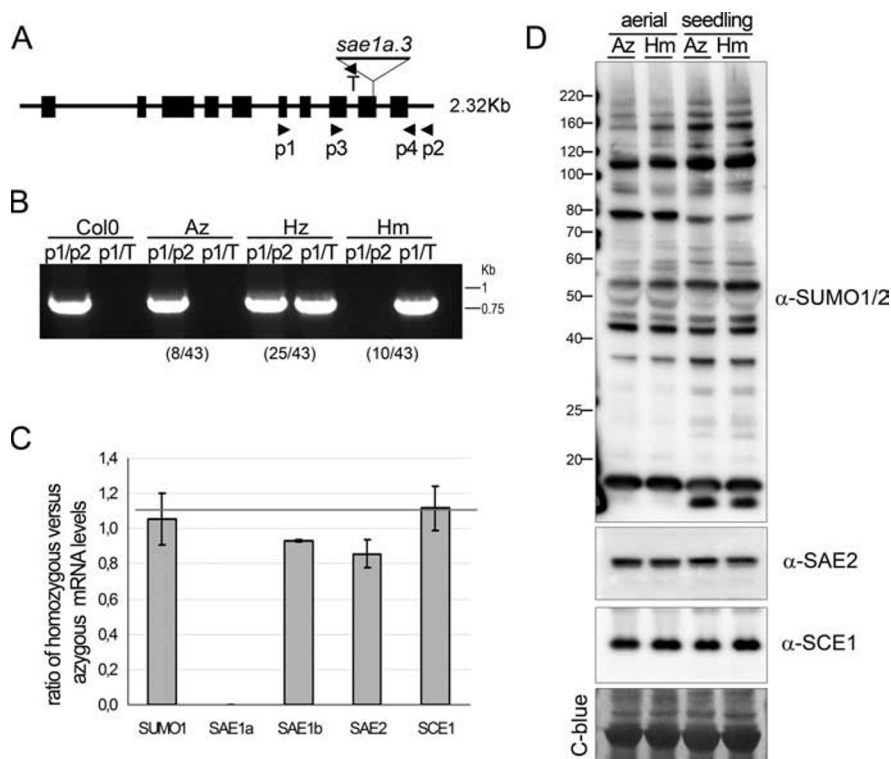 A
sae1a.3
T
2.32Kb
p1 p3 p4 p2
B
Col0 Az Hz Hm
p1/p2 p1/T p1/p2 p1/T p1/p2 p1/T p1/p2 p1/T
Kb
1
0.75
(8/43) (25/43) (10/43)
C
ratio of homozygous versus
azygous mRNA levels
1,4
1,2
1,0
0,8
0,6
0,4
0,2
0,0
SUMO1 SAE1a SAE1b SAE2 SCE1
D
aerial seedling
Az Hm Az Hm
220
160
120
100
80
70
60
50
40
25
20
α-SUMO1/2
α-SAE2
α-SCE1
C-blue